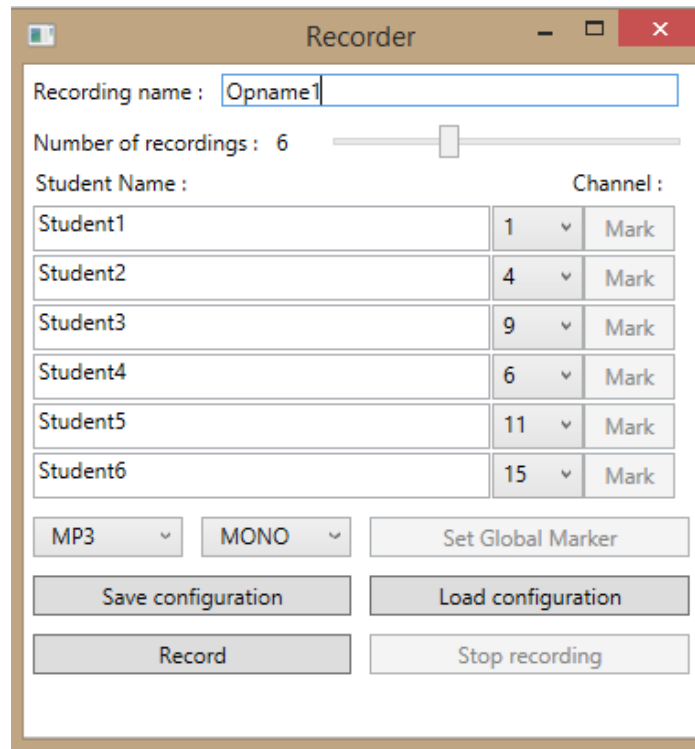 Recorder
Recording name : Opname1
Number of recordings : 6
Student Name : Channel :
Student1 1 Mark
Student2 4 Mark
Student3 9 Mark
Student4 6 Mark
Student5 11 Mark
Student6 15 Mark
MP3 MONO Set Global Marker
Save configuration Load configuration
Record Stop recording